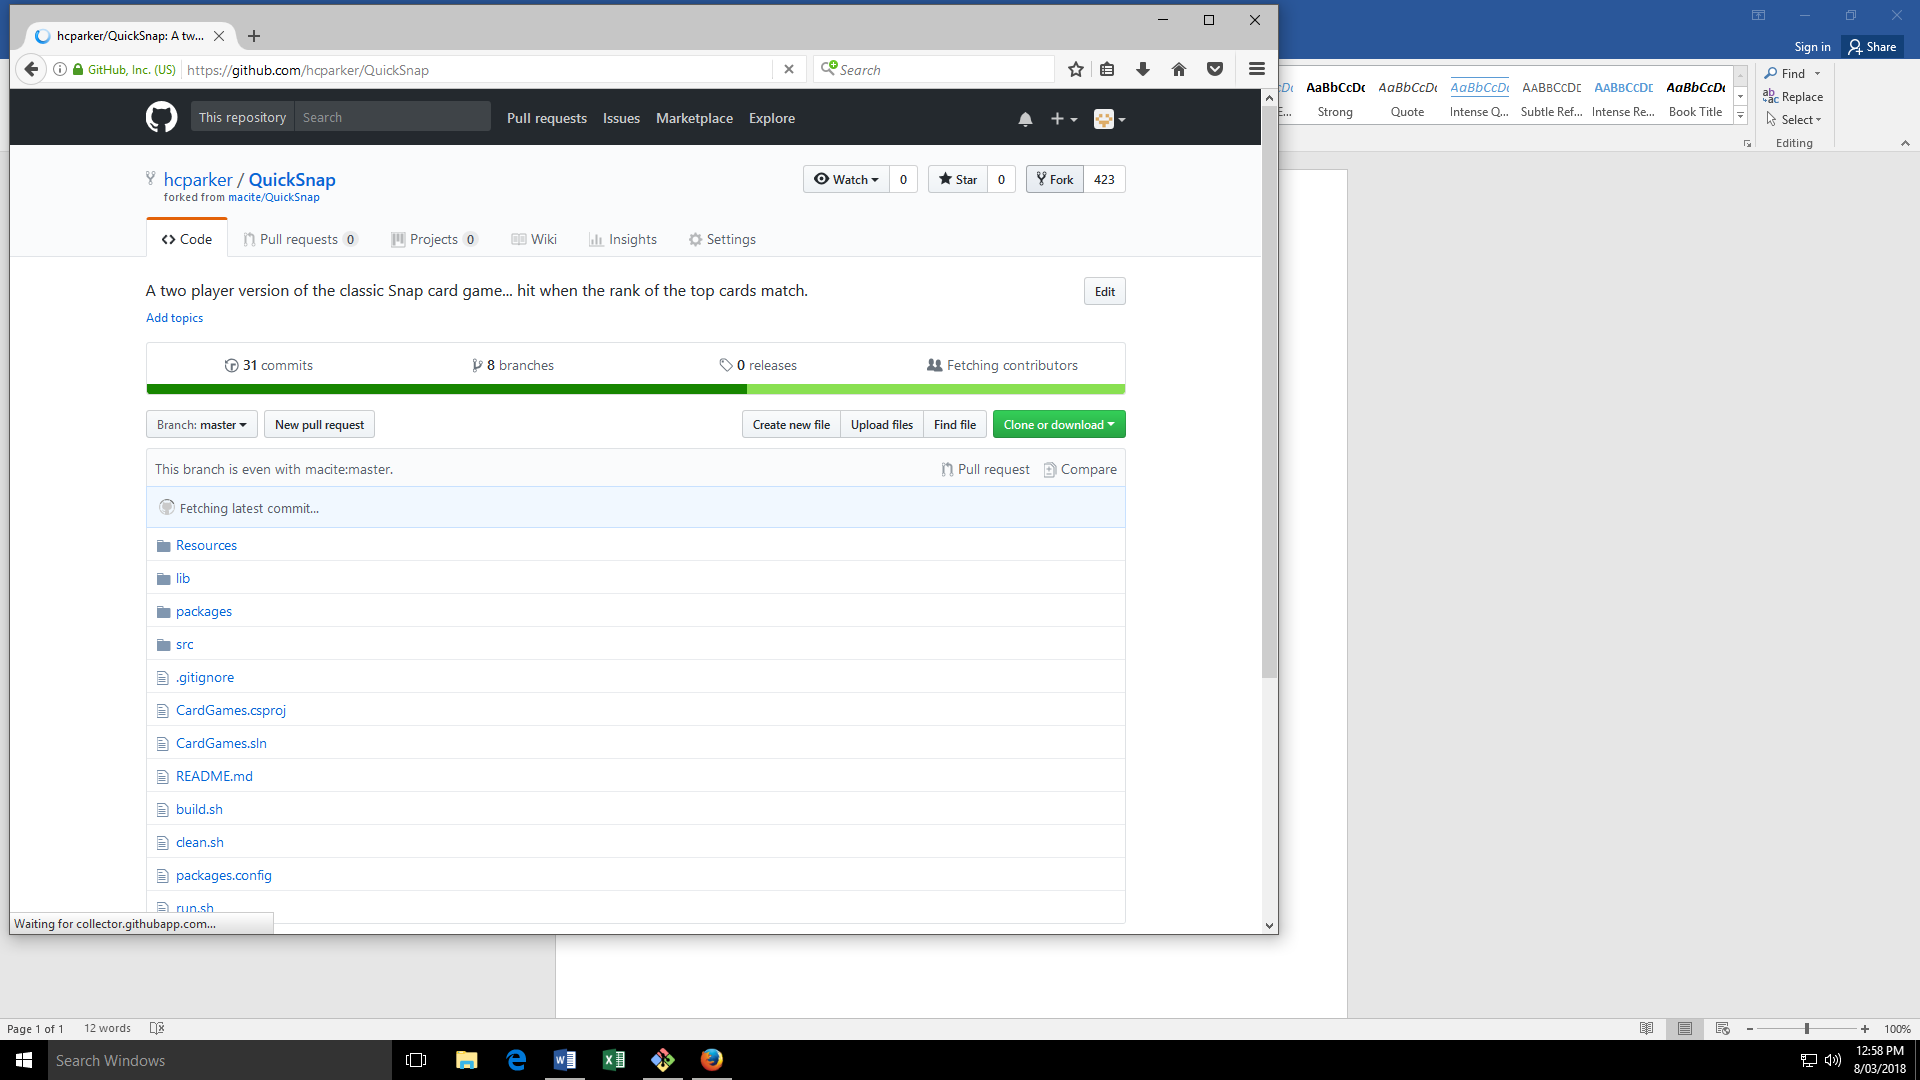 hcparker/QuickSnap: A tw...
GitHub, Inc. (US)
https://github.com/hcparker/QuickSnap
Search
Sign in
Share
AaBbCcDc
AaBbCcDc
AaBbCcDc
AABBCCDE
AABBCCDE
AaBbCcDc
E...
Strong
Quote
Intense Q...
Subtle Ref...
Intense Re...
Book Title
Find
Replace
Select
Editing
This repository
Search
Pull requests
Issues
Marketplace
Explore
hcparker / QuickSnap
forked from macite/QuickSnap
Watch
0
Star
0
Fork
423
Code
Pull requests 0
Projects 0
Wiki
Insights
Settings
A two player version of the classic Snap card game... hit when the rank of the top cards match.
Edit
Add topics
31 commits
8 branches
0 releases
Fetching contributors
Branch: master
New pull request
Create new file
Upload files
Find file
Clone or download
This branch is even with macite:master.
Pull request
Compare
Fetching latest commit...
Resources
lib
packages
src
.gitignore
CardGames.csproj
CardGames.sln
README.md
build.sh
clean.sh
packages.config
run.sh
Waiting for collector.githubapp.com...
Page 1 of 1
12 words
100%
Search Windows
12:58 PM
8/03/2018